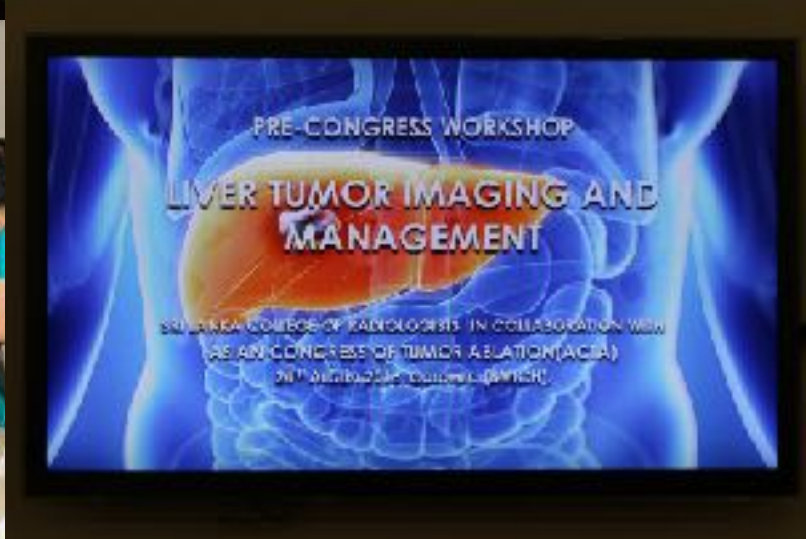 PRE-CONGRESS WORKSHOP
LIVER TUMOR IMAGING AND
MANAGEMENT
SRI LANKA COLLEGE OF RADIOLOGISTS IN COLLABORATION WITH
ASIAN CONGRESS OF TUMOR ABLATION(ACTA)